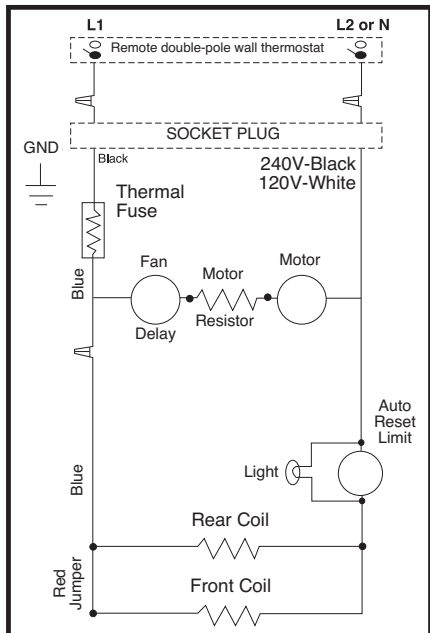 L1
L2 or N
Remote double-pole wall thermostat
SOCKET PLUG
GND
Black
240V-Black
120V-White
Thermal
Fuse
Blue
Fan
Delay
Motor
Resistor
Motor
Auto
Reset
Limit
Light
Blue
Rear Coil
Red
Jumper
Front Coil